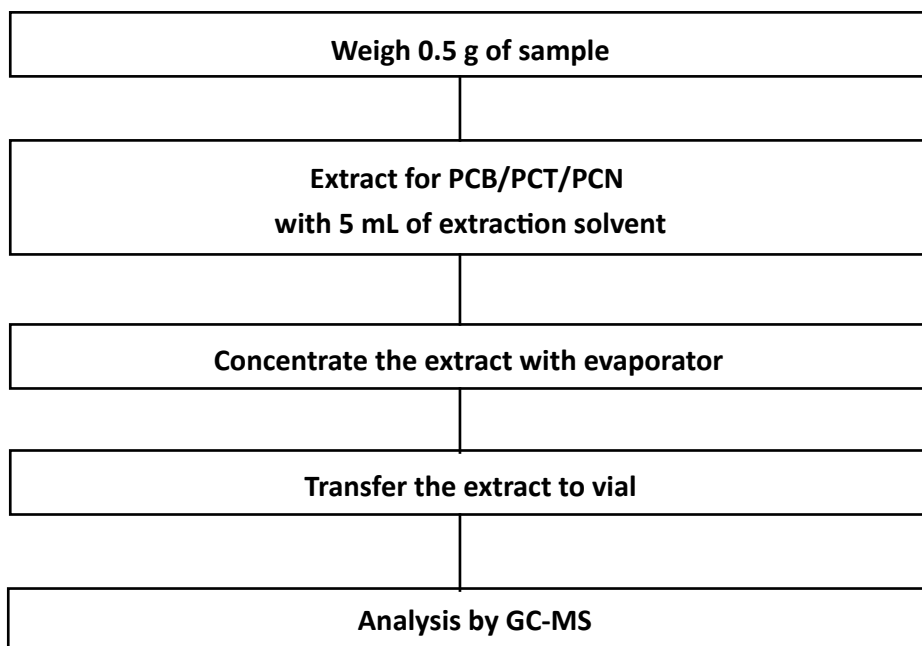 Weigh 0.5 g of sample
Extract for PCB/PCT/PCN
with 5 mL of extraction solvent
Concentrate the extract with evaporator
Transfer the extract to vial
Analysis by GC-MS